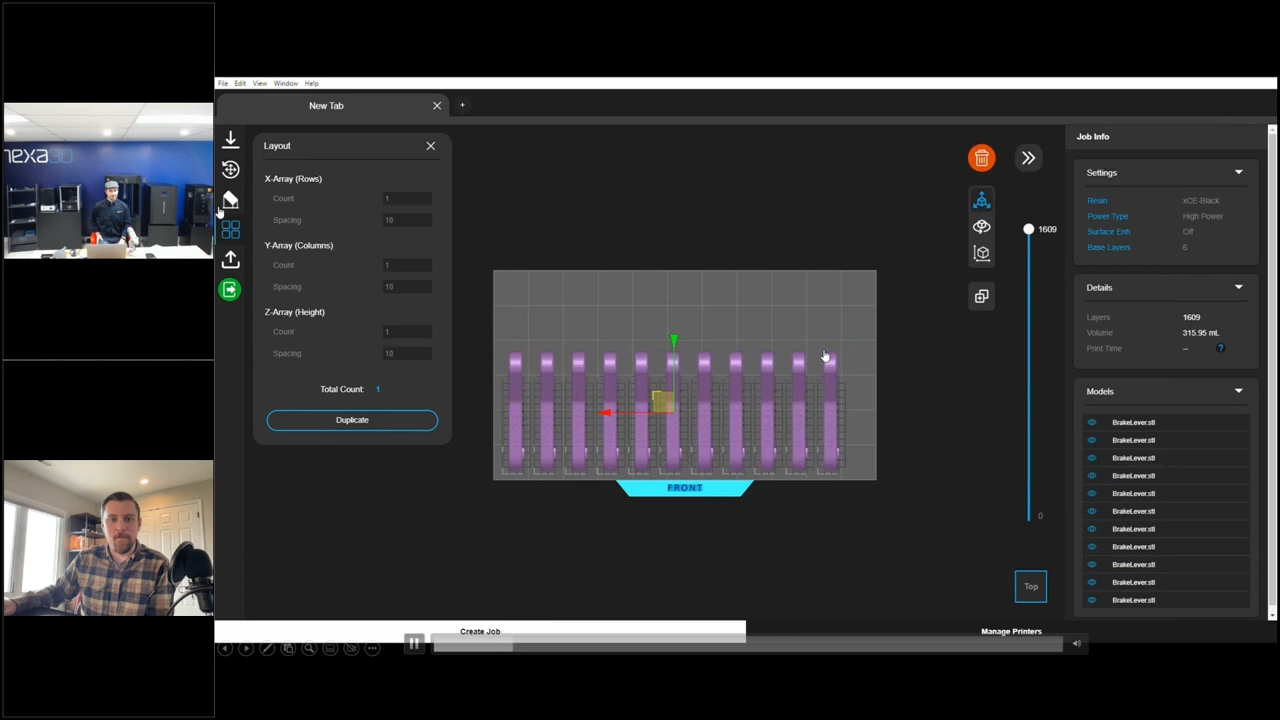 nexa3D
File Edit View Window Help
New Tab
Layout
X-Array (Rows)
Count 1
Spacing 10
Y-Array (Columns)
Count 1
Spacing 10
Z-Array (Height)
Count 1
Spacing 10
Total Count: 1
Duplicate
FRONT
1609
0
Top
Job Info
Settings
Resin xCE-Black
Power Type High Power
Surface Enh Off
Base Layers 6
Details
Layers 1609
Volume 315.95 mL
Print Time –
?
Models
BrakeLever.stl
BrakeLever.stl
BrakeLever.stl
BrakeLever.stl
BrakeLever.stl
BrakeLever.stl
BrakeLever.stl
BrakeLever.stl
BrakeLever.stl
BrakeLever.stl
BrakeLever.stl
Create Job
Manage Printers